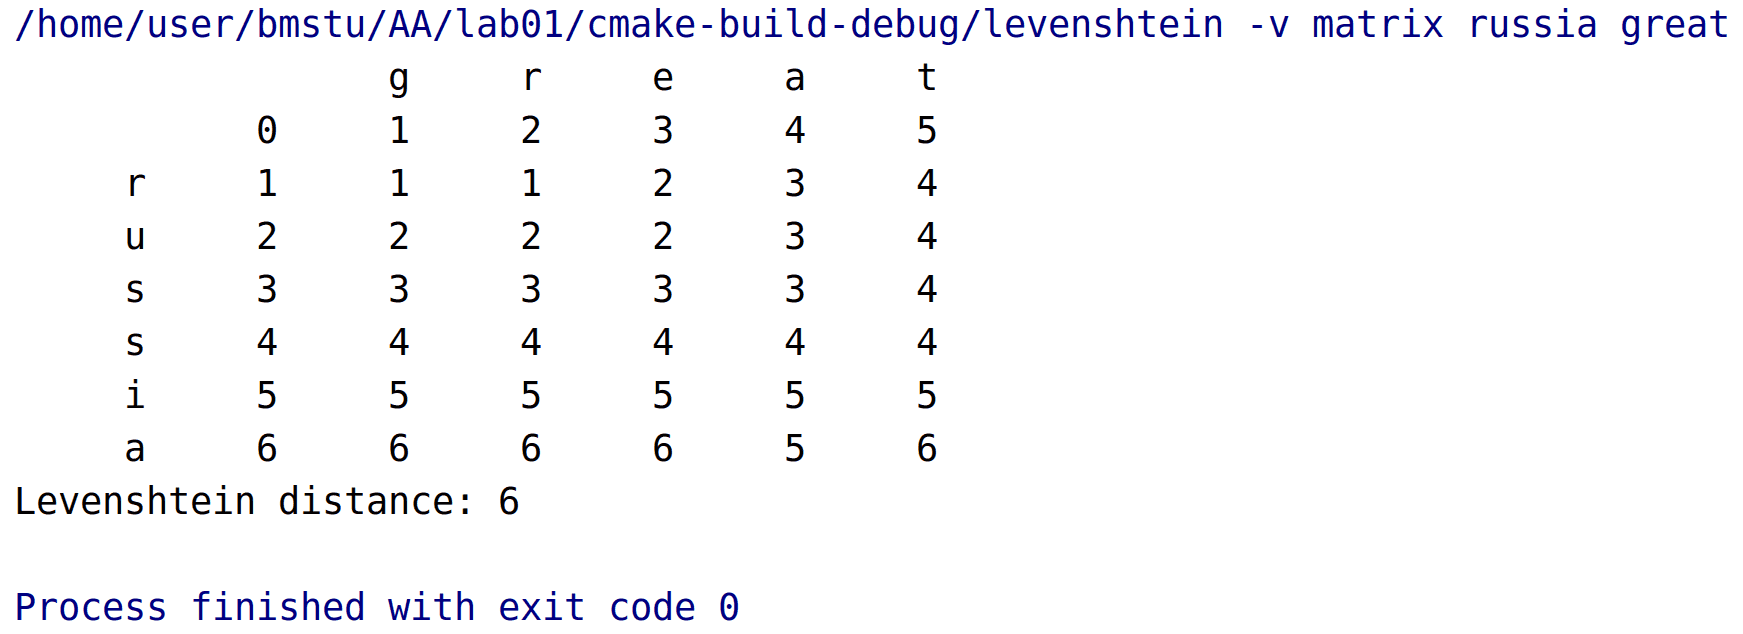 /home/user/bmstu/AA/lab01/cmake-build-debug/levenshtein -v matrix russia great
g r e a t
0 1 2 3 4 5
r 1 1 1 2 3 4
u 2 2 2 2 3 4
s 3 3 3 3 3 4
s 4 4 4 4 4 4
i 5 5 5 5 5 5
a 6 6 6 6 5 6
Levenshtein distance: 6
Process finished with exit code 0